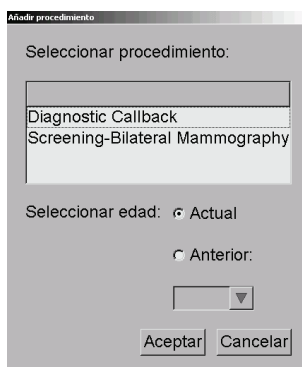 Añadir procedimiento
Seleccionar procedimiento:
Diagnostic Callback
Screening-Bilateral Mammography
Seleccionar edad: Actual
Anterior:
Aceptar Cancelar